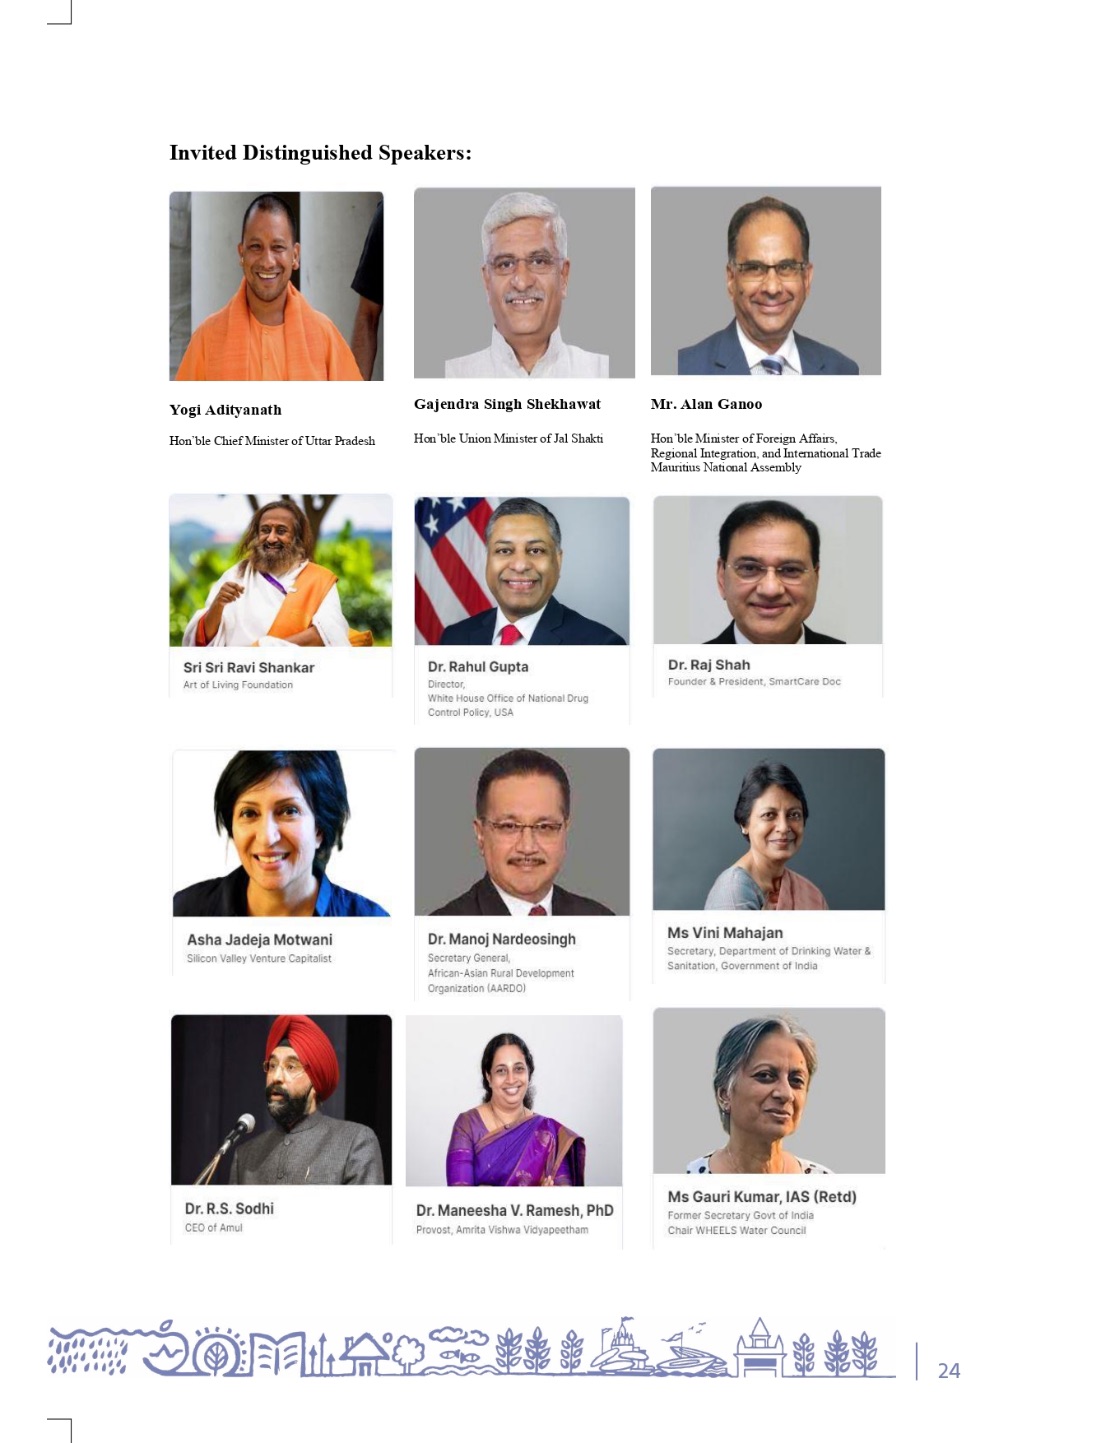 Invited Distinguished Speakers:
Yogi Adityanath
Hon'ble Chief Minister of Uttar Pradesh
Gajendra Singh Shekhawat
Hon'ble Union Minister of Jal Shakti
Mr. Alan Ganoo
Hon'ble Minister of Foreign Affairs,
Regional Integration, and International Trade
Mauritius National Assembly
Sri Sri Ravi Shankar
Art of Living Foundation
Dr. Rahul Gupta
Director,
White House Office of National Drug
Control Policy, USA
Dr. Raj Shah
Founder & President, SmartCare Doc
Asha Jadeja Motwani
Silicon Valley Venture Capitalist
Dr. Manoj Nardeosingh
Secretary General,
African-Asian Rural Development
Organization (AARDO)
Ms Vini Mahajan
Secretary, Department of Drinking Water &
Sanitation, Government of India
Dr. R.S. Sodhi
CEO of Amul
Dr. Maneesha V. Ramesh, PhD
Provost, Amrita Vishwa Vidyapeetham
Ms Gauri Kumar, IAS (Retd)
Former Secretary Govt of India
Chair WHEELS Water Council
24